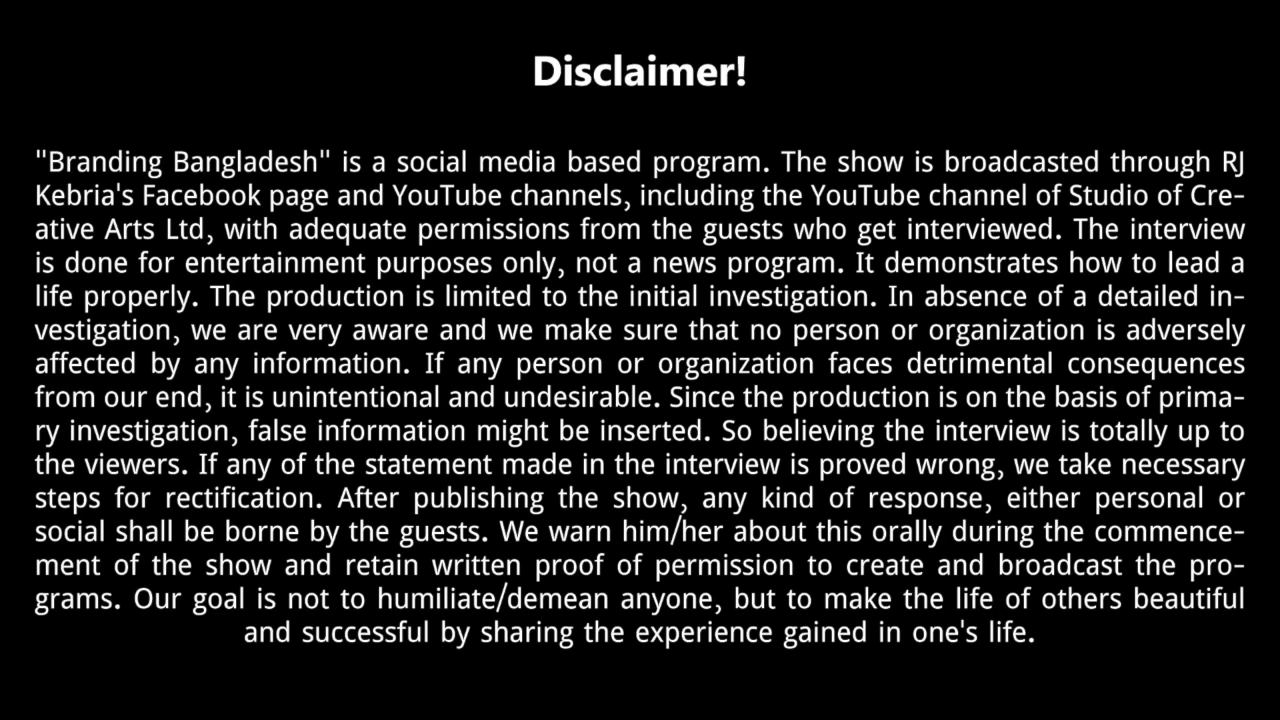 Disclaimer!
"Branding Bangladesh" is a social media based program. The show is broadcasted through RJ
Kebria's Facebook page and YouTube channels, including the YouTube channel of Studio of Cre-
ative Arts Ltd, with adequate permissions from the guests who get interviewed. The interview
is done for entertainment purposes only, not a news program. It demonstrates how to lead a
life properly. The production is limited to the initial investigation. In absence of a detailed in-
vestigation, we are very aware and we make sure that no person or organization is adversely
affected by any information. If any person or organization faces detrimental consequences
from our end, it is unintentional and undesirable. Since the production is on the basis of prima-
ry investigation, false information might be inserted. So believing the interview is totally up to
the viewers. If any of the statement made in the interview is proved wrong, we take necessary
steps for rectification. After publishing the show, any kind of response, either personal or
social shall be borne by the guests. We warn him/her about this orally during the commence-
ment of the show and retain written proof of permission to create and broadcast the pro-
grams. Our goal is not to humiliate/demean anyone, but to make the life of others beautiful
and successful by sharing the experience gained in one's life.